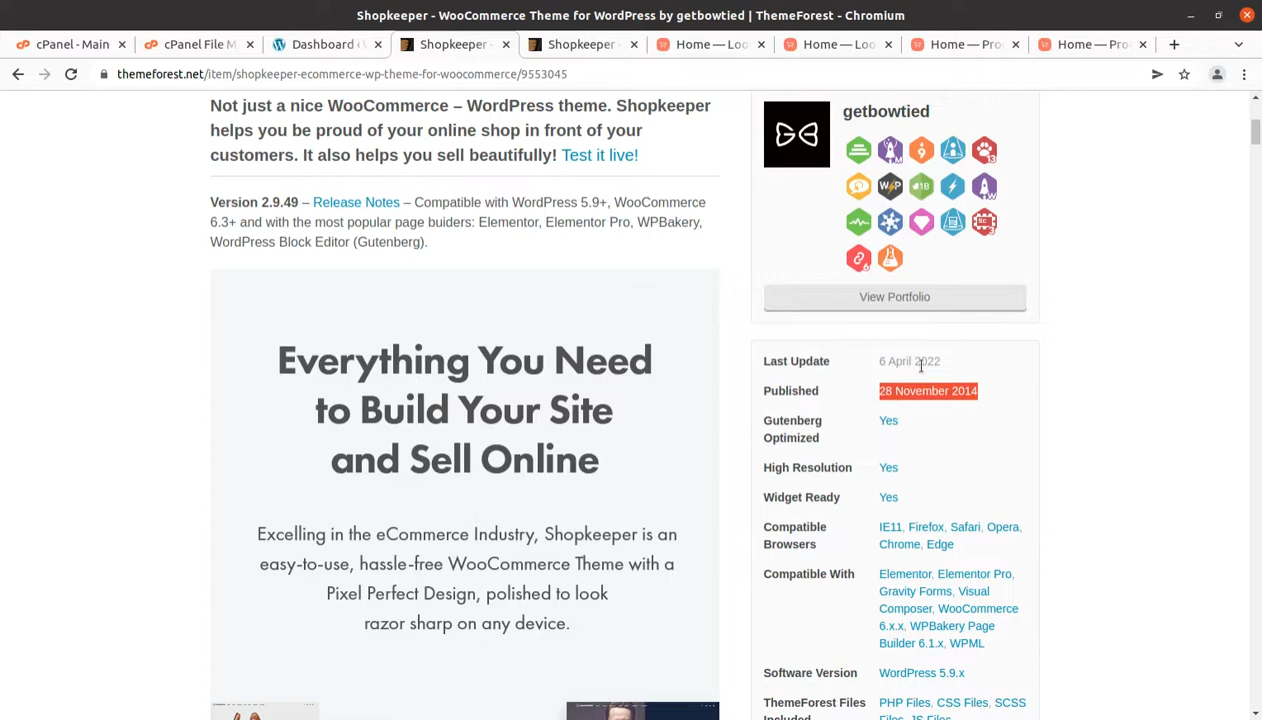 Shopkeeper - WooCommerce Theme for WordPress by getbowtied | ThemeForest - Chromium
cPanel - Main
cPanel File M
Dashboard
Shopkeeper -
Shopkeeper -
Home — Loo
Home — Loo
Home — Proc
Home — Proc
themeforest.net/item/shopkeeper-ecommerce-wp-theme-for-woocommerce/9553045
Not just a nice WooCommerce – WordPress theme. Shopkeeper
helps you be proud of your online shop in front of your
customers. It also helps you sell beautifully! Test it live!
Version 2.9.49 – Release Notes – Compatible with WordPress 5.9+, WooCommerce
6.3+ and with the most popular page buiders: Elementor, Elementor Pro, WPBakery,
WordPress Block Editor (Gutenberg).
Everything You Need
to Build Your Site
and Sell Online
Excelling in the eCommerce Industry, Shopkeeper is an
easy-to-use, hassle-free WooCommerce Theme with a
Pixel Perfect Design, polished to look
razor sharp on any device.
getbowtied
View Portfolio
Last Update 6 April 2022
Published 28 November 2014
Gutenberg Yes
Optimized
High Resolution Yes
Widget Ready Yes
Compatible IE11, Firefox, Safari, Opera,
Browsers Chrome, Edge
Compatible With Elementor, Elementor Pro,
Gravity Forms, Visual
Composer, WooCommerce
6.x.x, WPBakery Page
Builder 6.1.x, WPML
Software Version WordPress 5.9.x
ThemeForest Files PHP Files, CSS Files, SCSS
Included Files, JS Files